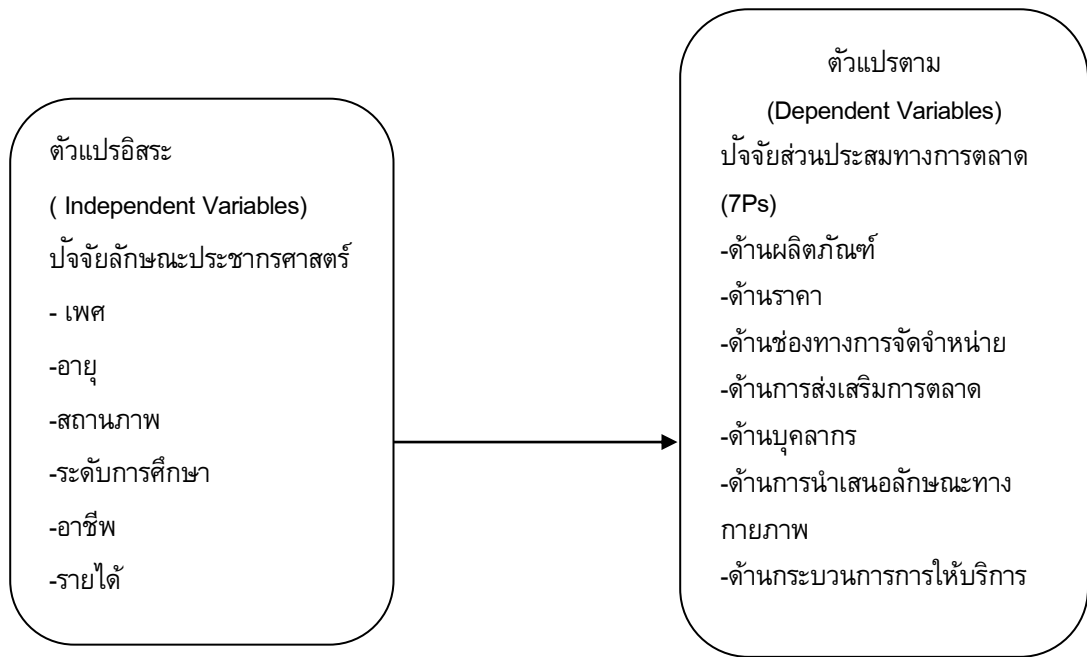 ตัวแปรอิสระ
( Independent Variables)
ปัจจัยลักษณะประชากรศาสตร์
- เพศ
-อายุ
-สถานภาพ
-ระดับการศึกษา
-อาชีพ
-รายได้
ตัวแปรตาม
(Dependent Variables)
ปัจจัยส่วนประสมทางการตลาด
(7Ps)
-ด้านผลิตภัณฑ์
-ด้านราคา
-ด้านช่องทางการจัดจำหน่าย
-ด้านการส่งเสริมการตลาด
-ด้านบุคลากร
-ด้านการนำเสนอลักษณะทาง
กายภาพ
-ด้านกระบวนการการให้บริการ